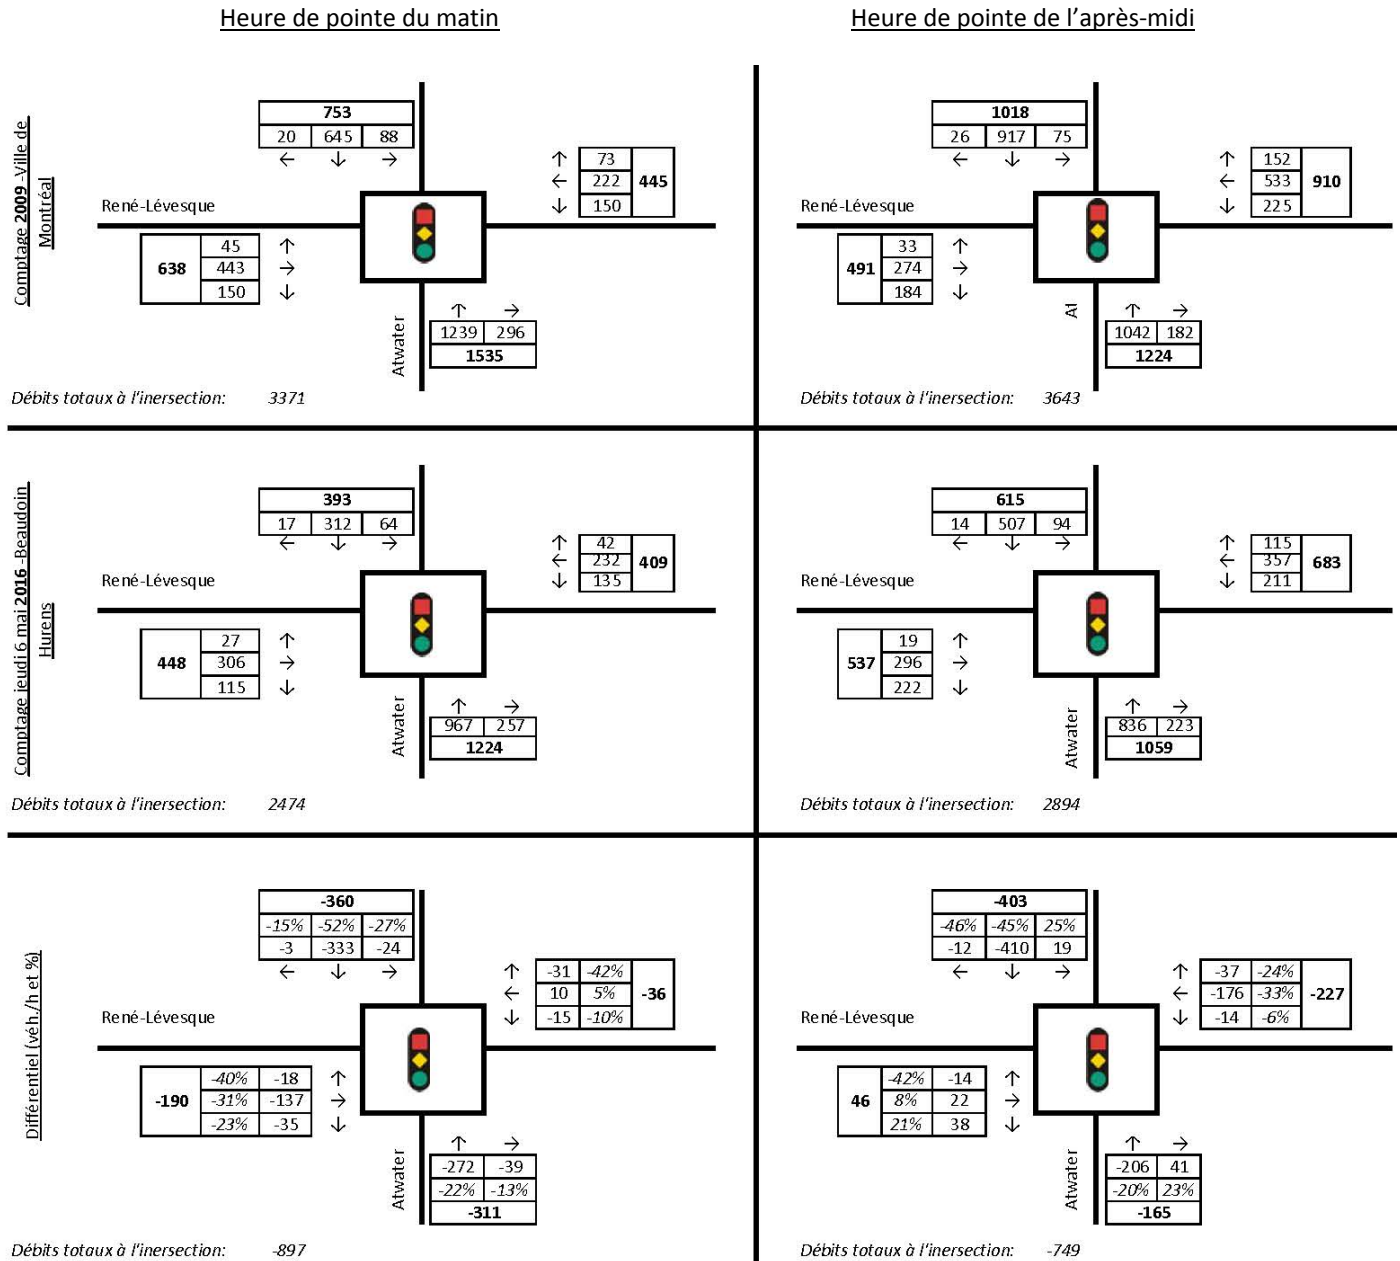 Heure de pointe du matin
Heure de pointe de l'après-midi
Comptage 2009 -Ville de
Montréal
753
20 645 88
← ↓ →
↑ 73
← 222 445
↓ 150
René-Lévesque
45 ↑
638 443 →
150 ↓
↑ →
1239 296
1535
Atwater
Débits totaux à l'inersection: 3371
1018
26 917 75
← ↓ →
↑ 152
← 533 910
↓ 225
René-Lévesque
33 ↑
491 274 →
184 ↓
↑ →
1042 182
1224
At
Débits totaux à l'inersection: 3643
Comptage jeudi 6 mai 2016 -Beaudoin
Hurens
393
17 312 64
← ↓ →
↑ 42
← 232 409
↓ 135
René-Lévesque
27 ↑
448 306 →
115 ↓
↑ →
967 257
1224
Atwater
Débits totaux à l'inersection: 2474
615
14 507 94
← ↓ →
↑ 115
← 357 683
↓ 211
René-Lévesque
19 ↑
537 296 →
222 ↓
↑ →
836 223
1059
Atwater
Débits totaux à l'inersection: 2894
Différentiel (véh./h et %)
-360
-15% -52% -27%
-3 -333 -24
← ↓ →
↑ -31 -42%
← 10 5% -36
↓ -15 -10%
René-Lévesque
-40% -18 ↑
-190 -31% -137 →
-23% -35 ↓
↑ →
-272 -39
-22% -13%
-311
Atwater
Débits totaux à l'inersection: -897
-403
-46% -45% 25%
-12 -410 19
← ↓ →
↑ -37 -24%
← -176 -33% -227
↓ -14 -6%
René-Lévesque
-42% -14 ↑
46 8% 22 →
21% 38 ↓
↑ →
-206 41
-20% 23%
-165
Atwater
Débits totaux à l'inersection: -749